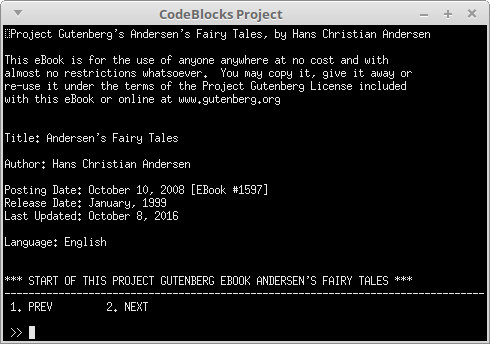 CodeBlocks Project
Project Gutenberg’s Andersen’s Fairy Tales, by Hans Christian Andersen
This eBook is for the use of anyone anywhere at no cost and with
almost no restrictions whatsoever.  You may copy it, give it away or
re-use it under the terms of the Project Gutenberg License included
with this eBook or online at www.gutenberg.org
Title: Andersen’s Fairy Tales
Author: Hans Christian Andersen
Posting Date: October 10, 2008 [EBook #1597]
Release Date: January, 1999
Last Updated: October 8, 2016
Language: English
*** START OF THIS PROJECT GUTENBERG EBOOK ANDERSEN’S FAIRY TALES ***
--------------------------------------------------------------------------------
1. PREV          2. NEXT
>>